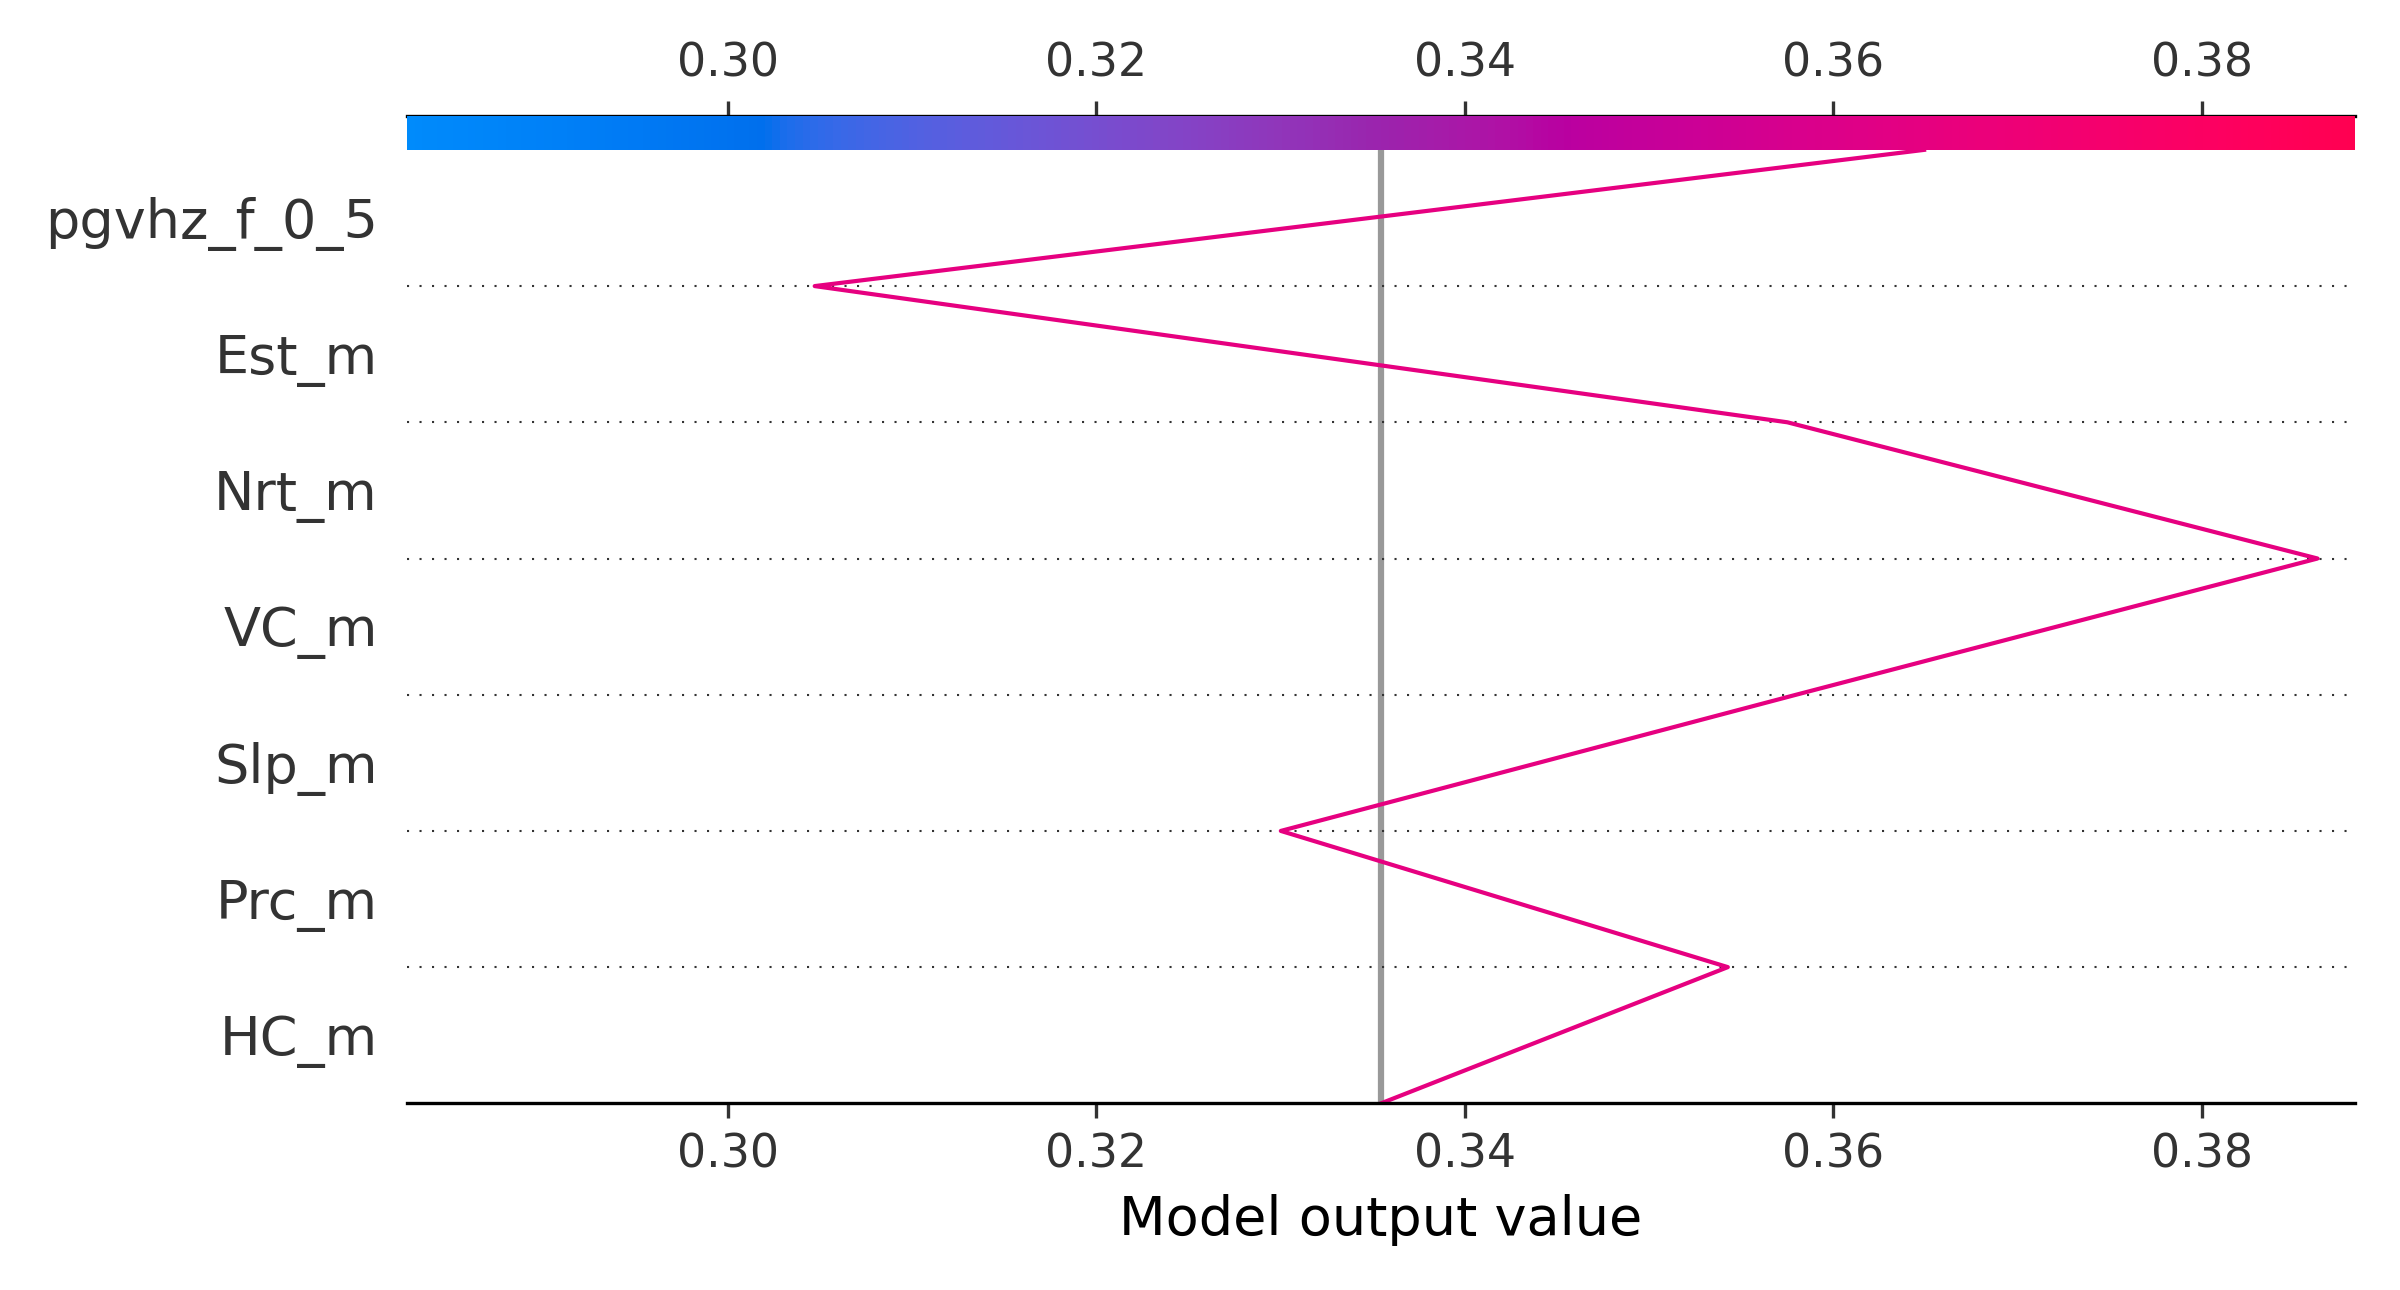 0.30 0.32 0.34 0.36 0.38
pgvhz_f_0_5
Est_m
Nrt_m
VC_m
Slp_m
Prc_m
HC_m
0.30 0.32 0.34 0.36 0.38
Model output value